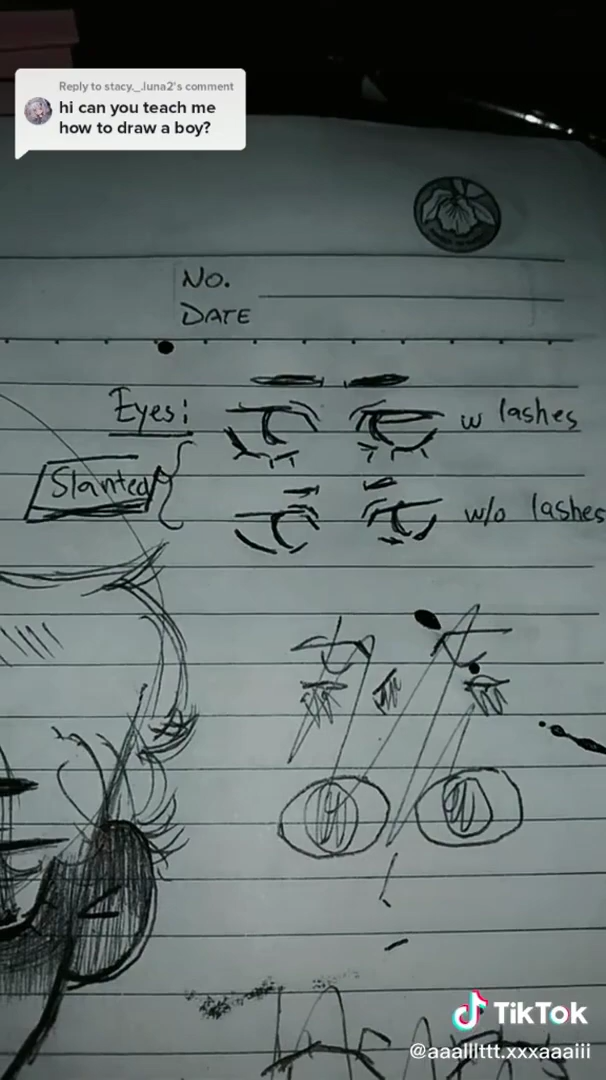 Reply to stacy._.luna2's comment
hi can you teach me
how to draw a boy?
No.
DATE
Eyes:
w lashes
Slanted
w/o lashes
TikTok
@aaalllttt.xxxaaaiii